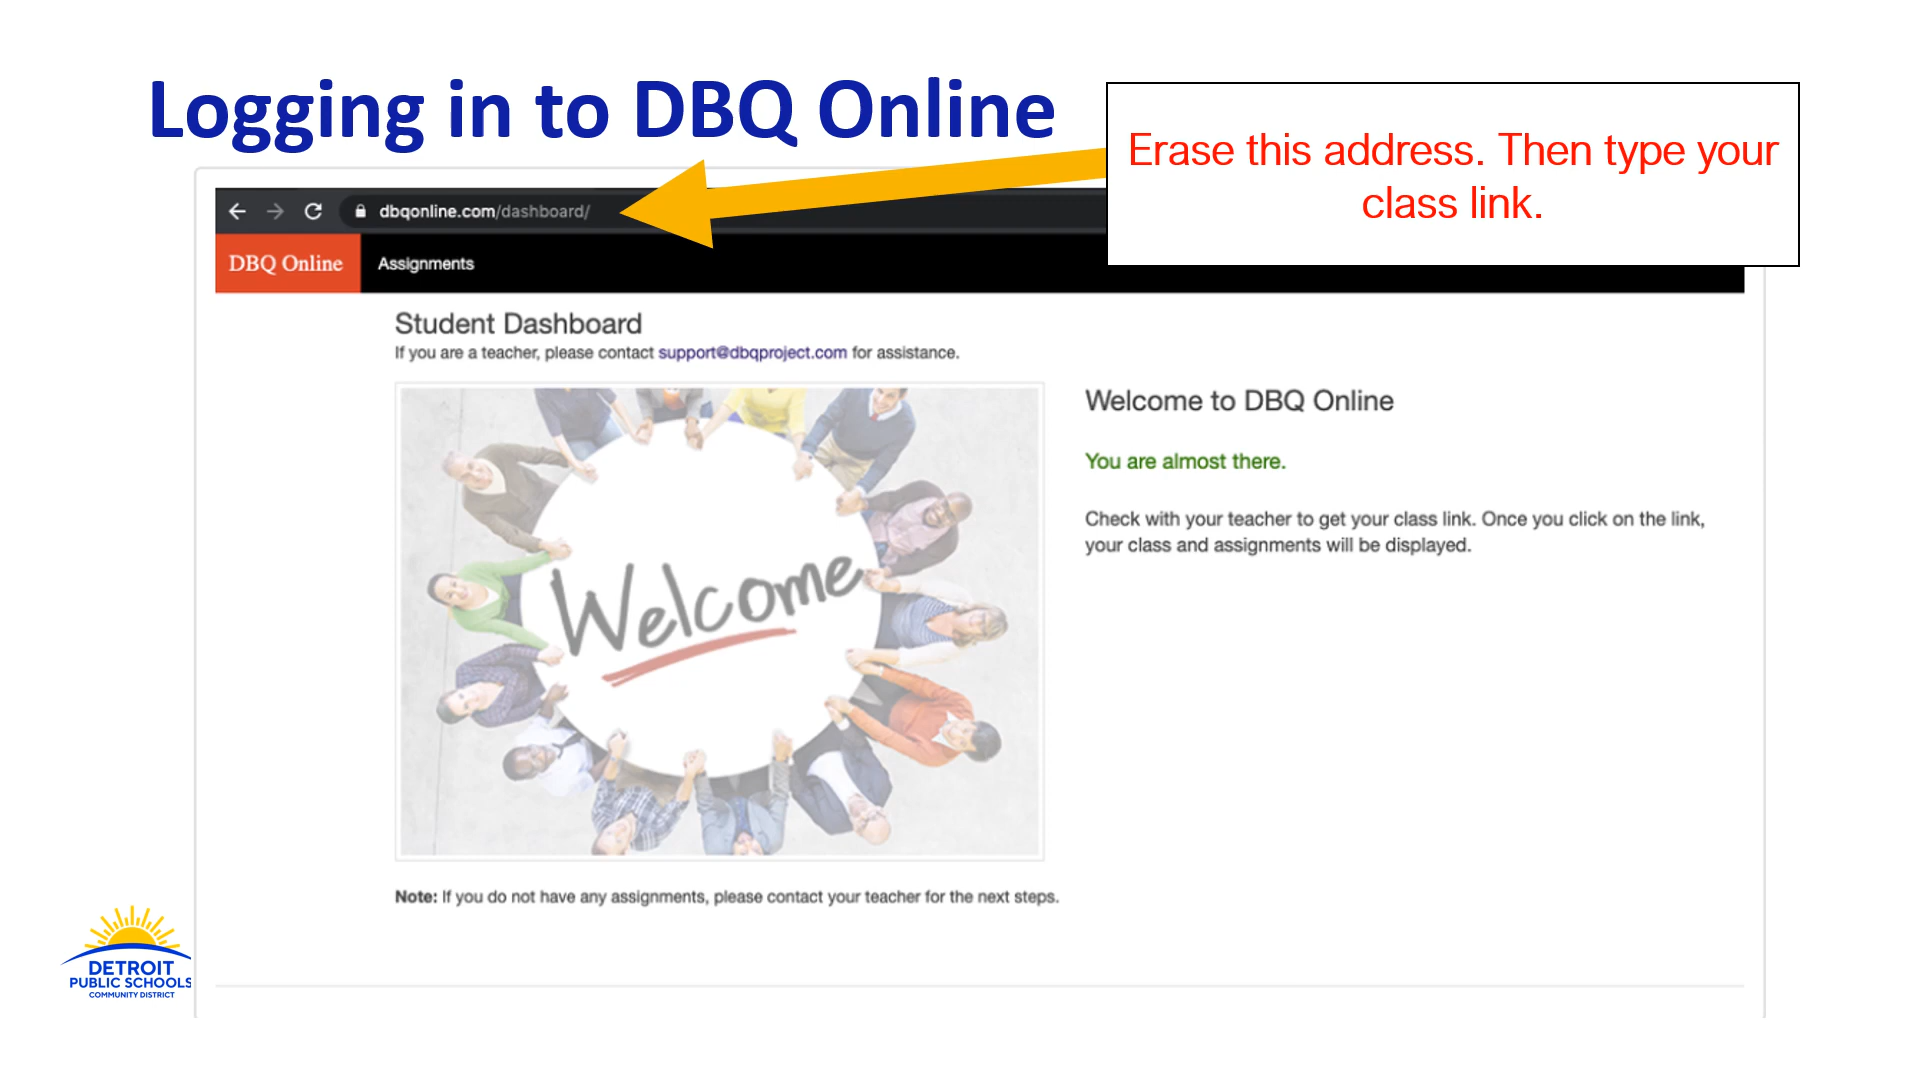 Logging in to DBQ Online
Erase this address. Then type your
class link.
dbqonline.com/dashboard/
DBQ Online
Assignments
Student Dashboard
If you are a teacher, please contact support@dbqproject.com for assistance.
Welcome
Welcome to DBQ Online
You are almost there.
Check with your teacher to get your class link. Once you click on the link,
your class and assignments will be displayed.
Note: If you do not have any assignments, please contact your teacher for the next steps.
DETROIT
PUBLIC SCHOOLS
COMMUNITY DISTRICT